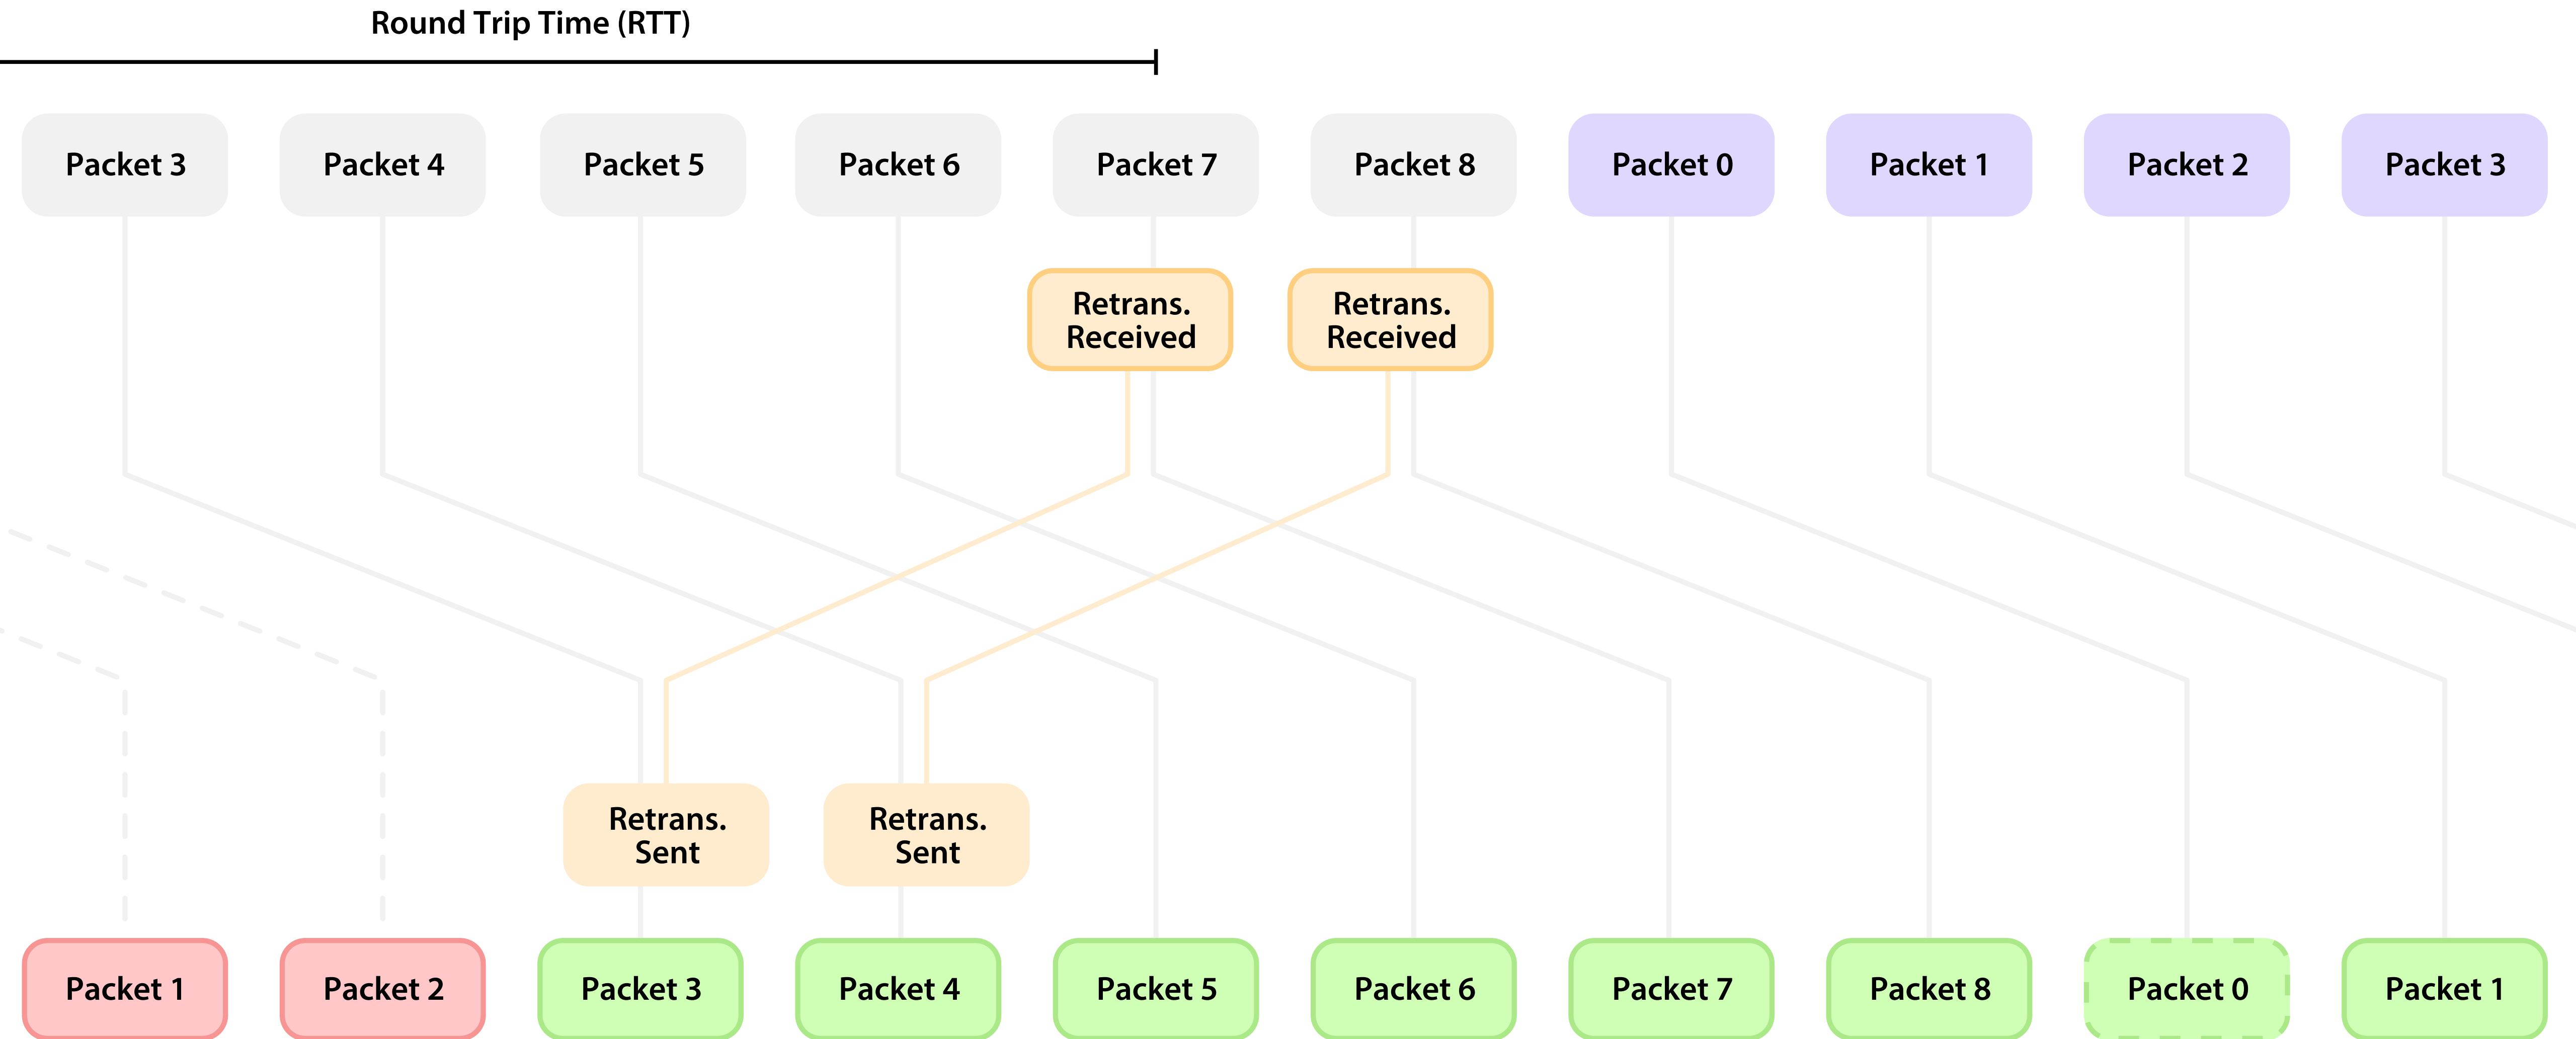 Round Trip Time (RTT)
Packet 3
Packet 4
Packet 5
Packet 6
Packet 7
Packet 8
Packet 0
Packet 1
Packet 2
Packet 3
Retrans.
Received
Retrans.
Received
Retrans.
Sent
Retrans.
Sent
Packet 1
Packet 2
Packet 3
Packet 4
Packet 5
Packet 6
Packet 7
Packet 8
Packet 0
Packet 1